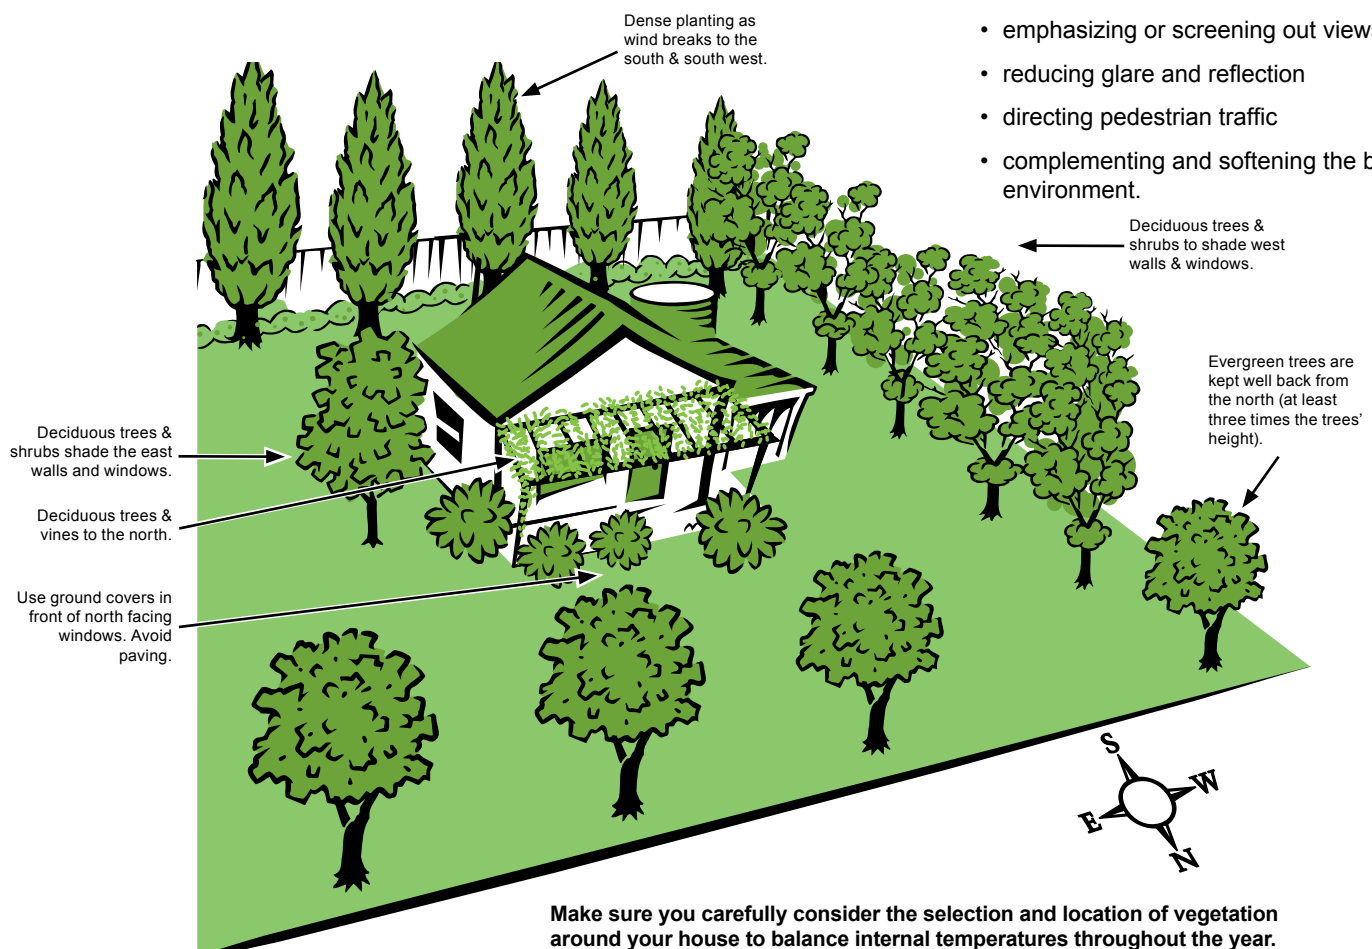 Dense planting as
wind breaks to the
south & south west.
• emphasizing or screening out view
• reducing glare and reflection
• directing pedestrian traffic
• complementing and softening the b
environment.
Deciduous trees &
shrubs to shade west
walls & windows.
Evergreen trees are
kept well back from
the north (at least
three times the trees’
height).
Deciduous trees &
shrubs shade the east
walls and windows.
Deciduous trees &
vines to the north.
Use ground covers in
front of north facing
windows. Avoid
paving.
S
W
E
N
Make sure you carefully consider the selection and location of vegetation
around your house to balance internal temperatures throughout the year.